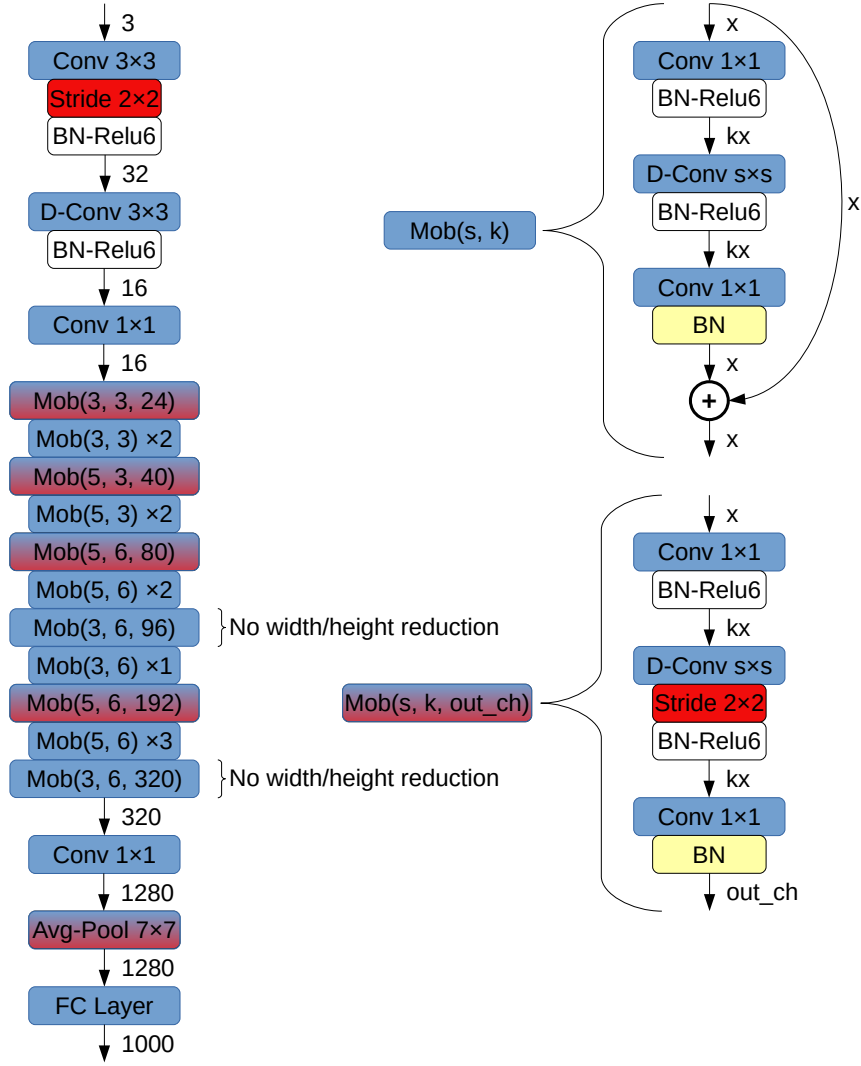 3
Conv 3×3
Stride 2×2
BN-Relu6
32
D-Conv 3×3
BN-Relu6
16
Conv 1×1
16
Mob(3, 3, 24)
Mob(3, 3) ×2
Mob(5, 3, 40)
Mob(5, 3) ×2
Mob(5, 6, 80)
Mob(5, 6) ×2
Mob(3, 6, 96)
No width/height reduction
Mob(3, 6) ×1
Mob(5, 6, 192)
Mob(5, 6) ×3
Mob(3, 6, 320)
No width/height reduction
320
Conv 1×1
1280
Avg-Pool 7×7
1280
FC Layer
1000
Mob(s, k)
x
Conv 1×1
BN-Relu6
kx
D-Conv s×s
BN-Relu6
kx
Conv 1×1
BN
x
+
x
x
Mob(s, k, out_ch)
x
Conv 1×1
BN-Relu6
kx
D-Conv s×s
Stride 2×2
BN-Relu6
kx
Conv 1×1
BN
out_ch